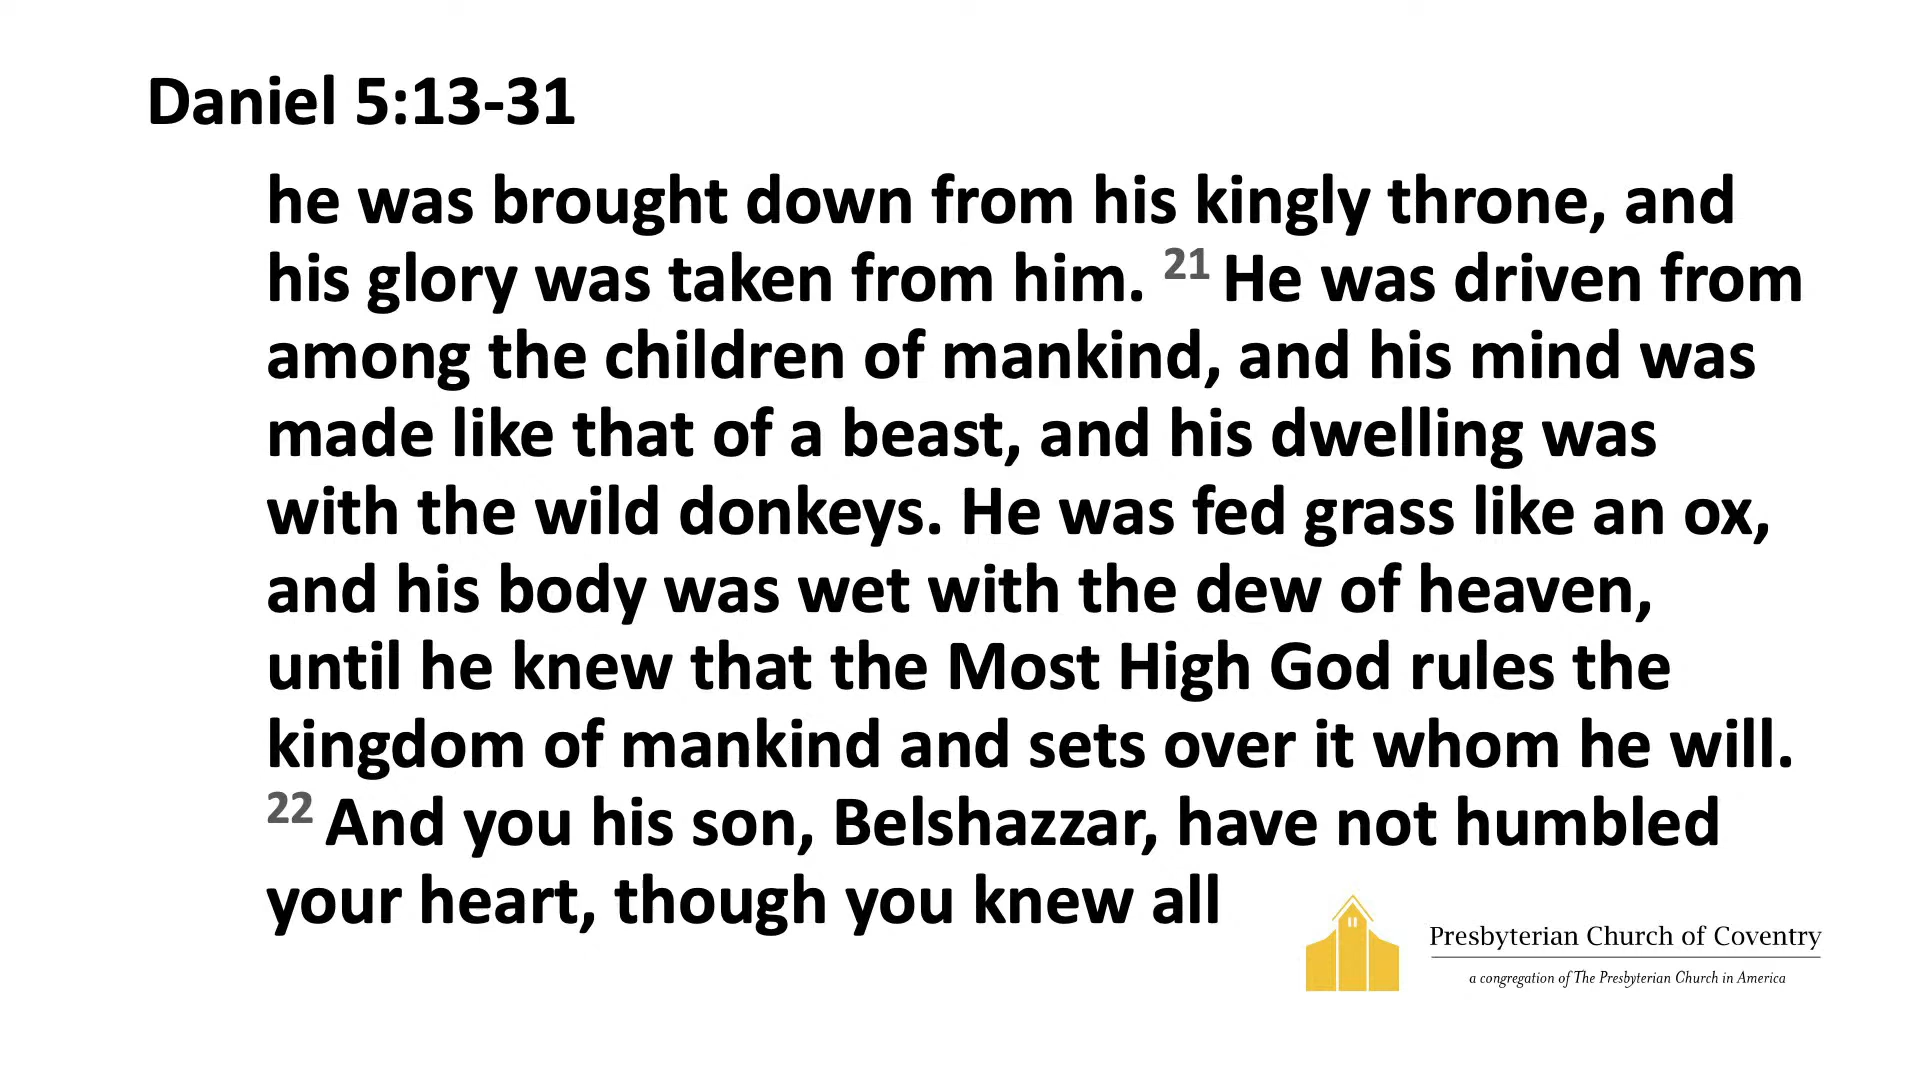 Daniel 5:13-31
he was brought down from his kingly throne, and
his glory was taken from him. 21 He was driven from
among the children of mankind, and his mind was
made like that of a beast, and his dwelling was
with the wild donkeys. He was fed grass like an ox,
and his body was wet with the dew of heaven,
until he knew that the Most High God rules the
kingdom of mankind and sets over it whom he will.
22 And you his son, Belshazzar, have not humbled
your heart, though you knew all
Presbyterian Church of Coventry
a congregation of The Presbyterian Church in America